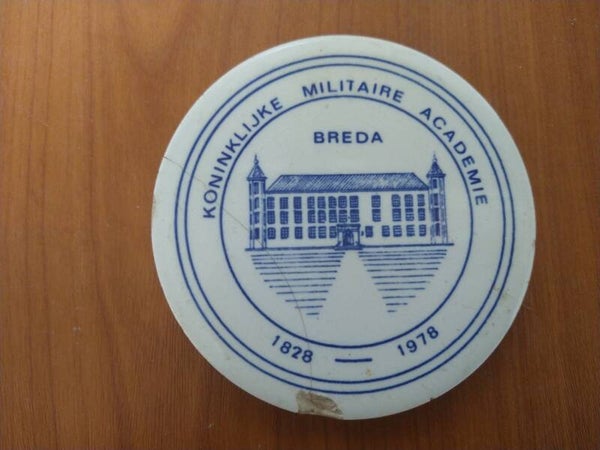 KONINKLIJKE MILITAIRE ACADEMIE
BREDA
1828 — 1978